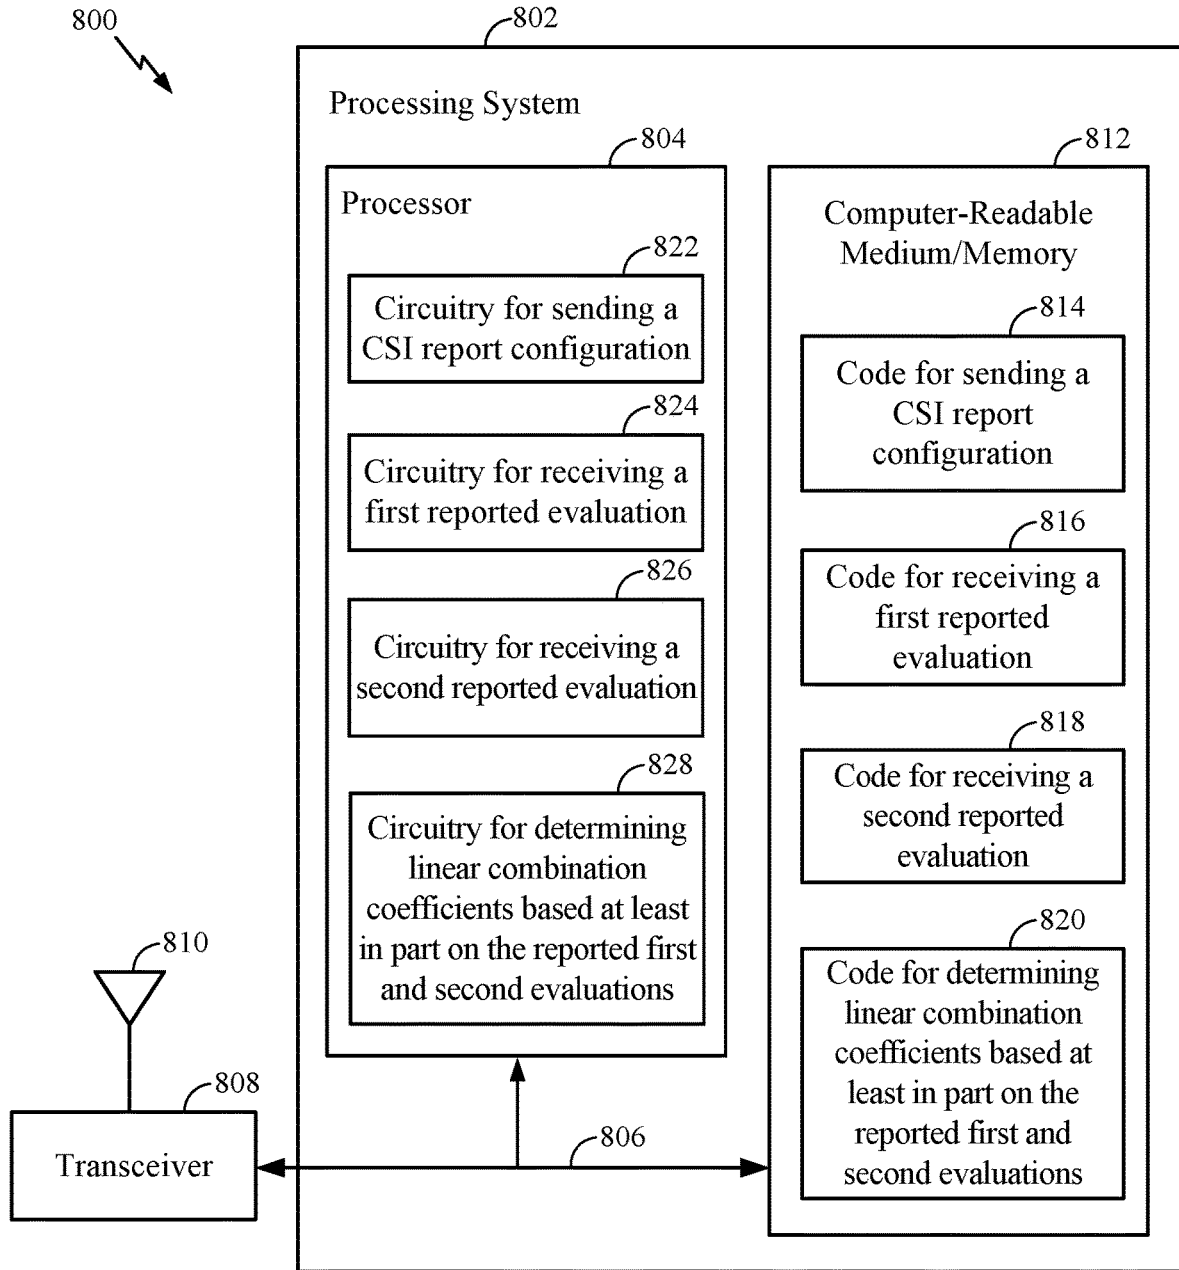 800
802
Processing System
804
Processor
822
Circuitry for sending a
CSI report configuration
824
Circuitry for receiving a
first reported evaluation
826
Circuitry for receiving a
second reported evaluation
828
Circuitry for determining
linear combination
coefficients based at least
in part on the reported first
and second evaluations
812
Computer-Readable
Medium/Memory
814
Code for sending a
CSI report
configuration
816
Code for receiving a
first reported
evaluation
818
Code for receiving a
second reported
evaluation
820
Code for determining
linear combination
coefficients based at
least in part on the
reported first and
second evaluations
810
808
Transceiver
806